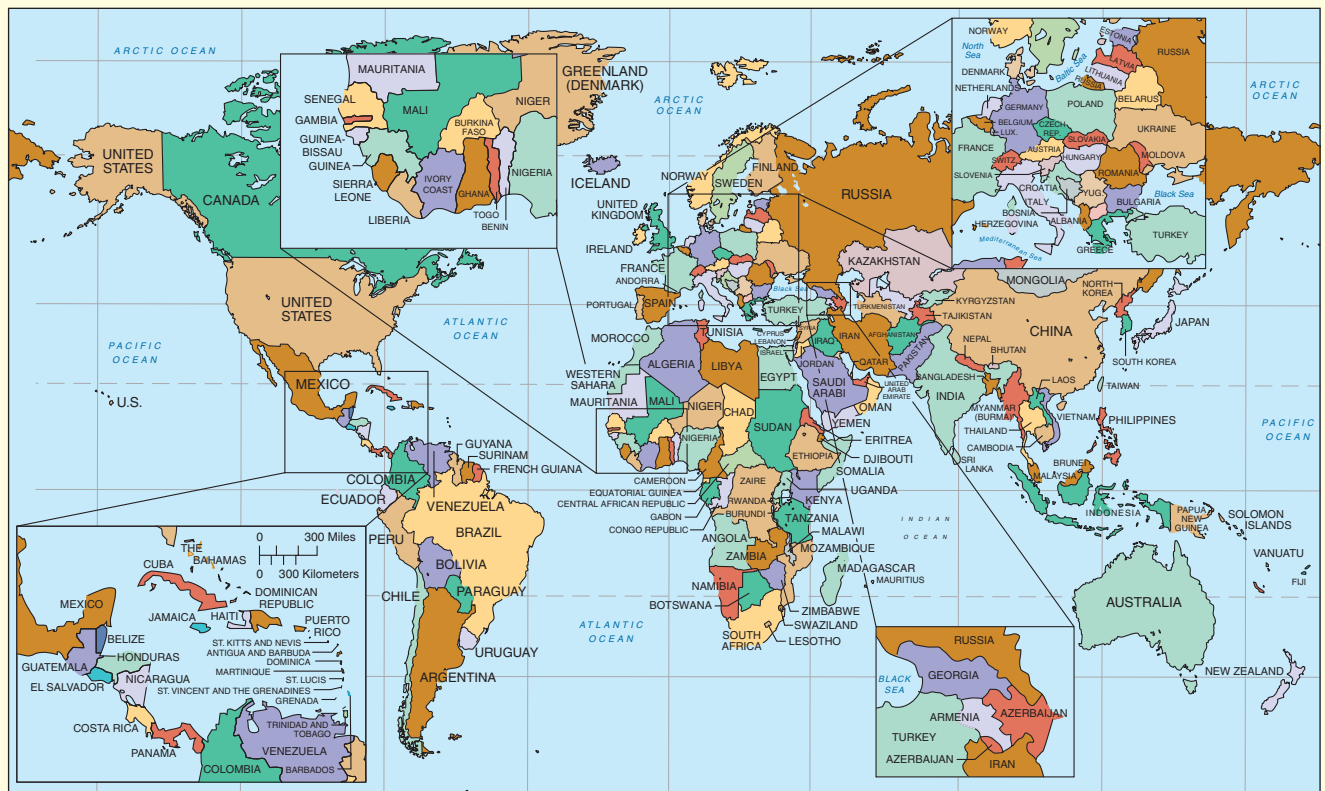 ARCTIC OCEAN
GREENLAND
(DENMARK)
ARCTIC
OCEAN
ARCTIC
OCEAN
UNITED
STATES
CANADA
ICELAND
NORWAY
SWEDEN
FINLAND
RUSSIA
UNITED
KINGDOM
IRELAND
FRANCE
ANDORRA
PORTUGAL
SPAIN
Black Sea
TURKEY
KAZAKHSTAN
MONGOLIA
UNITED
STATES
ATLANTIC
OCEAN
PACIFIC
OCEAN
U.S.
MEXICO
MOROCCO
TUNISIA
WESTERN
SAHARA
ALGERIA
LIBYA
EGYPT
MAURITANIA
MALI
NIGER
CHAD
SUDAN
NIGERIA
CYPRUS
LEBANON
ISRAEL
SYRIA
IRAQ
JORDAN
IRAN
SAUDI
ARABI
QATAR
UNITED
ARAB
EMIRATE
OMAN
YEMEN
TURKMENISTAN
AFGHANISTAN
PAKISTAN
KYRGYZSTAN
TAJIKISTAN
CHINA
NORTH
KOREA
SOUTH KOREA
JAPAN
NEPAL
BHUTAN
BANGLADESH
INDIA
SRI
LANKA
MYANMAR
(BURMA)
LAOS
TAIWAN
THAILAND
VIETNAM
CAMBODIA
PHILIPPINES
BRUNEI
MALAYSIA
INDONESIA
PAPUA
NEW
GUINEA
SOLOMON
ISLANDS
VANUATU
FIJI
PACIFIC
OCEAN
AUSTRALIA
NEW ZEALAND
INDIAN
OCEAN
ERITREA
DJIBOUTI
ETHIOPIA
SOMALIA
UGANDA
KENYA
CAMEROON
EQUATORIAL GUINEA
CENTRAL AFRICAN REPUBLIC
GABON
CONGO REPUBLIC
ZAIRE
RWANDA
BURUNDI
TANZANIA
MALAWI
ANGOLA
ZAMBIA
MOZAMBIQUE
MADAGASCAR
MAURITIUS
NAMIBIA
BOTSWANA
ZIMBABWE
SWAZILAND
LESOTHO
SOUTH
AFRICA
ATLANTIC
OCEAN
GUYANA
SURINAM
FRENCH GUIANA
COLOMBIA
ECUADOR
VENEZUELA
PERU
BRAZIL
BOLIVIA
PARAGUAY
CHILE
URUGUAY
ARGENTINA
MAURITANIA
SENEGAL
MALI
NIGER
GAMBIA
BURKINA
FASO
GUINEA-
BISSAU
GUINEA
IVORY
COAST
GHANA
NIGERIA
SIERRA
LEONE
LIBERIA
TOGO
BENIN
NORWAY
North
Sea
ESTONIA
RUSSIA
LATVIA
Baltic Sea
LITHUANIA
RUSSIA
DENMARK
NETHERLANDS
BELARUS
GERMANY
POLAND
BELGIUM
LUX.
CZECH
REP.
UKRAINE
SLOVAKIA
FRANCE
AUSTRIA
SWITZ.
HUNGARY
MOLDOVA
SLOVENIA
ROMANIA
CROATIA
YUG.
Black Sea
ITALY
BULGARIA
BOSNIA
HERZEGOVINA
ALBANIA
Mediterranean Sea
GREECE
TURKEY
THE
BAHAMAS
0 300 Miles
0 300 Kilometers
CUBA
DOMINICAN
REPUBLIC
MEXICO
JAMAICA
HAITI
PUERTO
RICO
BELIZE
ST. KITTS AND NEVIS
ANTIGUA AND BARBUDA
HONDURAS
DOMINICA
GUATEMALA
MARTINIQUE
NICARAGUA
ST. LUCIS
EL SALVADOR
ST. VINCENT AND THE GRENADINES
GRENADA
COSTA RICA
TRINIDAD AND
TOBAGO
PANAMA
VENEZUELA
COLOMBIA
BARBADOS
RUSSIA
GEORGIA
BLACK
SEA
ARMENIA
AZERBAIJAN
TURKEY
AZERBAIJAN
IRAN